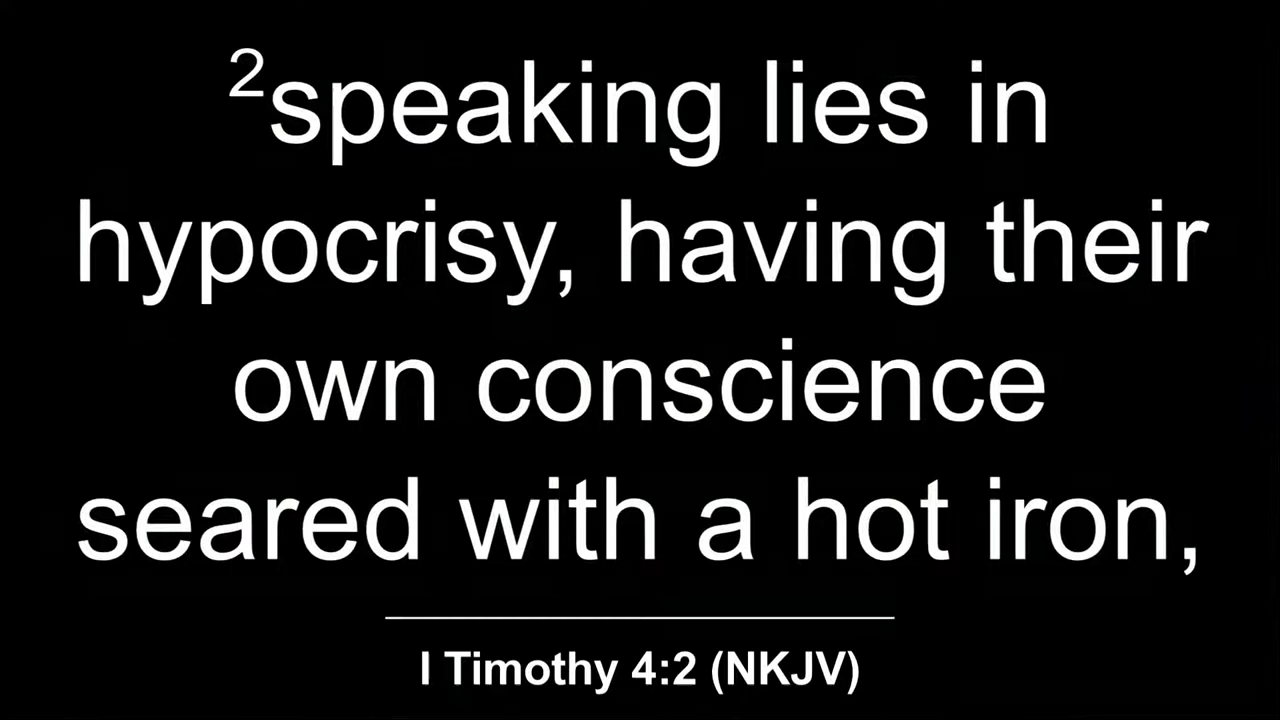 ²speaking lies in
hypocrisy, having their
own conscience
seared with a hot iron,
I Timothy 4:2 (NKJV)